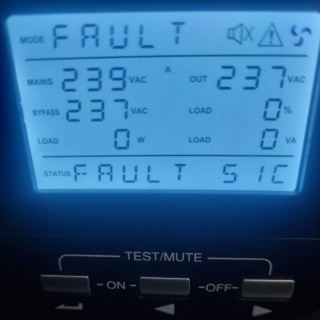 MODE FAULT
MAINS 239 VAC A OUT 237 VAC
BYPASS 237 VAC LOAD 0 %
LOAD 0 W LOAD 0 VA
STATUS FAULT SIC
TEST/MUTE
ON OFF